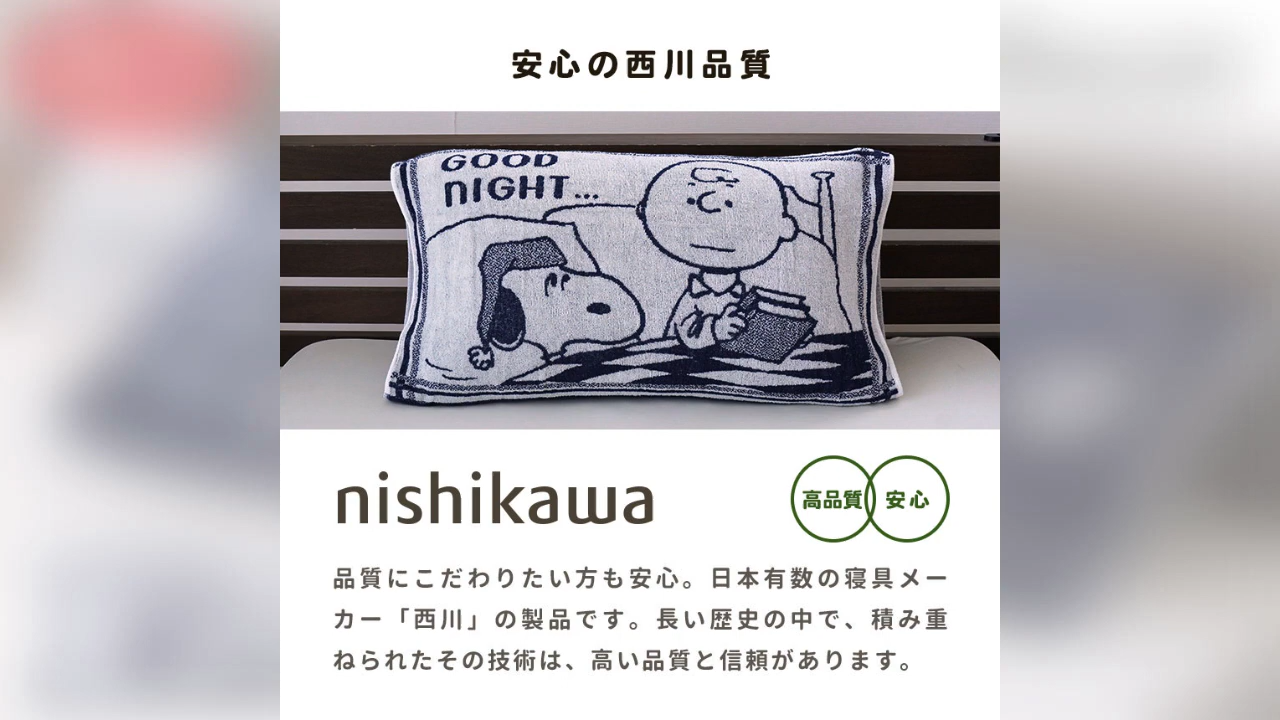 安心の西川品質
GOOD
NIGHT...
nishikawa
高品質 安心
品質にこだわりたい方も安心。日本有数の寝具メー
カー「西川」の製品です。長い歴史の中で、積み重
ねられたその技術は、高い品質と信頼があります。